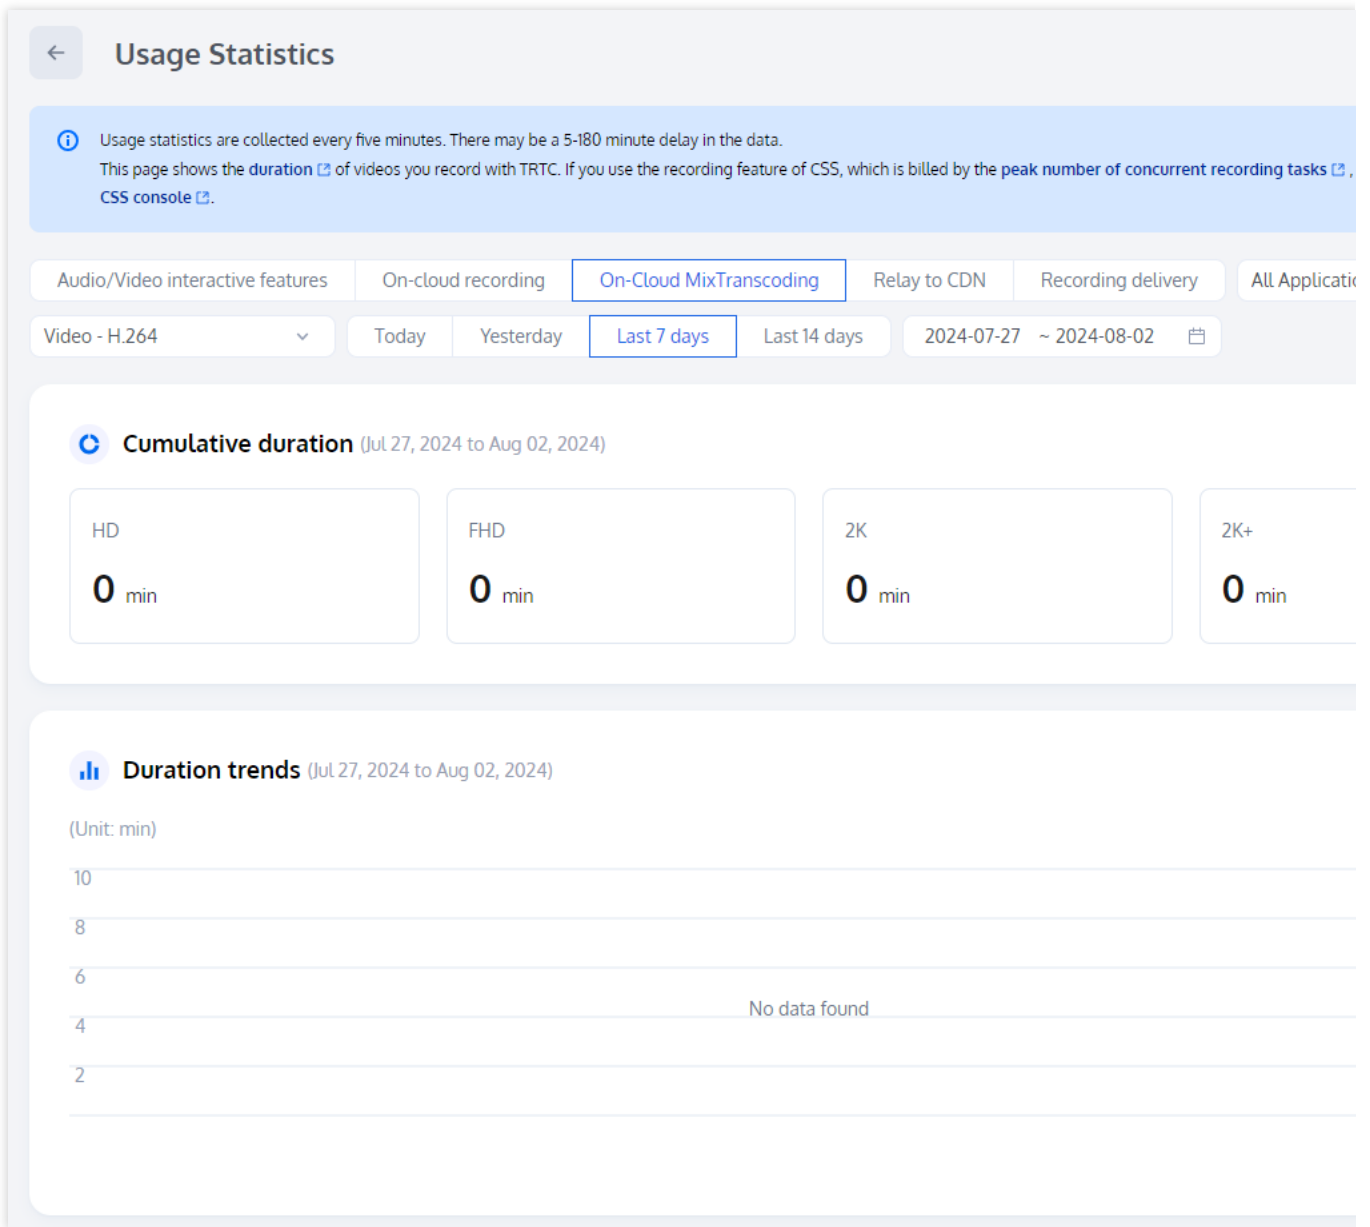 Usage Statistics
Usage statistics are collected every five minutes. There may be a 5-180 minute delay in the data.
This page shows the duration of videos you record with TRTC. If you use the recording feature of CSS, which is billed by the peak number of concurrent recording tasks ,
CSS console .
Audio/Video interactive features On-cloud recording On-Cloud MixTranscoding Relay to CDN Recording delivery All
Video - H.264 Today Yesterday Last 7 days Last 14 days 2024-07-27 ~ 2024-08-02
Cumulative duration (Jul 27, 2024 to Aug 02, 2024)
HD FHD 2K 2K+
0 min 0 min 0 min 0 min
Duration trends (Jul 27, 2024 to Aug 02, 2024)
(Unit: min)
10
8
6
No data found
4
2